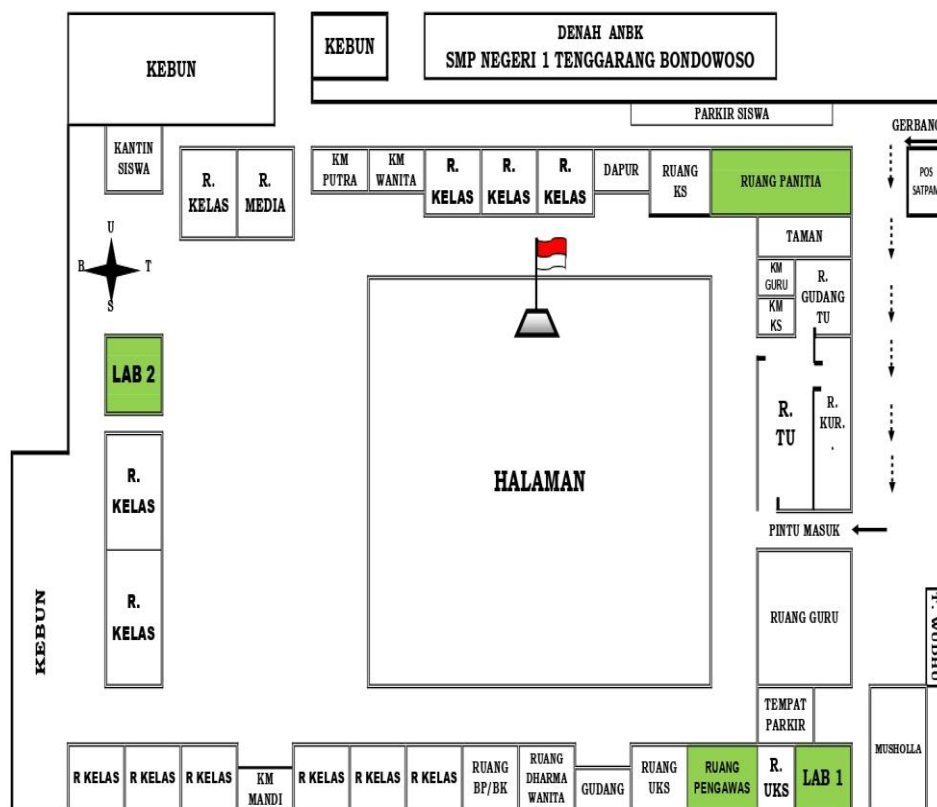 DENAH ANBK
SMP NEGERI 1 TENGGARANG BONDOWOSO
KEBUN
KEBUN
PARKIR SISWA
GERBANG
KANTIN
SISWA
R.
KELAS
R.
MEDIA
KM
PUTRA
KM
WANITA
R.
KELAS
R.
KELAS
R.
KELAS
DAPUR
RUANG
KS
RUANG PANITIA
POS
SATPAM
U
B
T
S
TAMAN
KM
GURU
KM
KS
R.
GUDANG
TU
LAB 2
R.
TU
R.
KUR.
.
R.
KELAS
HALAMAN
PINTU MASUK
R.
KELAS
KEBUN
RUANG GURU
T. WUDHU
TEMPAT
PARKIR
MUSHOLLA
R KELAS
R KELAS
R KELAS
KM
MANDI
R KELAS
R KELAS
R KELAS
RUANG
BP/BK
RUANG
DHARMA
WANITA
GUDANG
RUANG
UKS
RUANG
PENGAWAS
R.
UKS
LAB 1